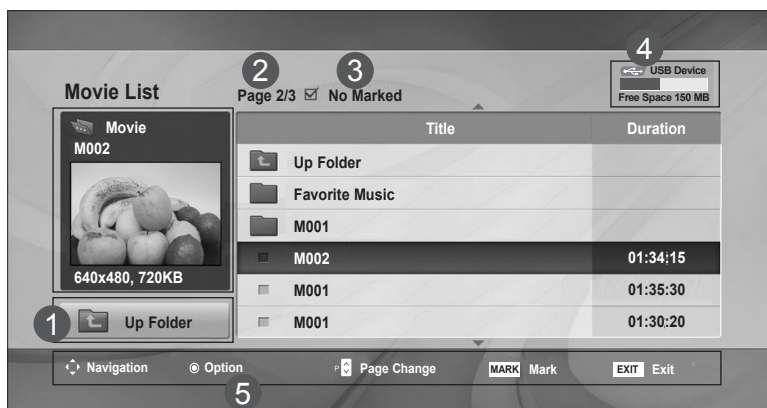 2
3
4
USB Device
Free Space 150 MB
Movie List
Page 2/3
No Marked
Movie
M002
640x480, 720KB
1
Up Folder
Title Duration
Up Folder
Favorite Music
M001
M002 01:34:15
M001 01:35:30
M001 01:30:20
Navigation
Option
P
Page Change
MARK Mark
EXIT Exit
5